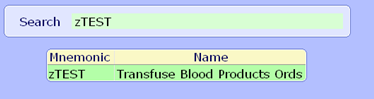 Search zTEST
Mnemonic Name
zTEST Transfuse Blood Products Ords